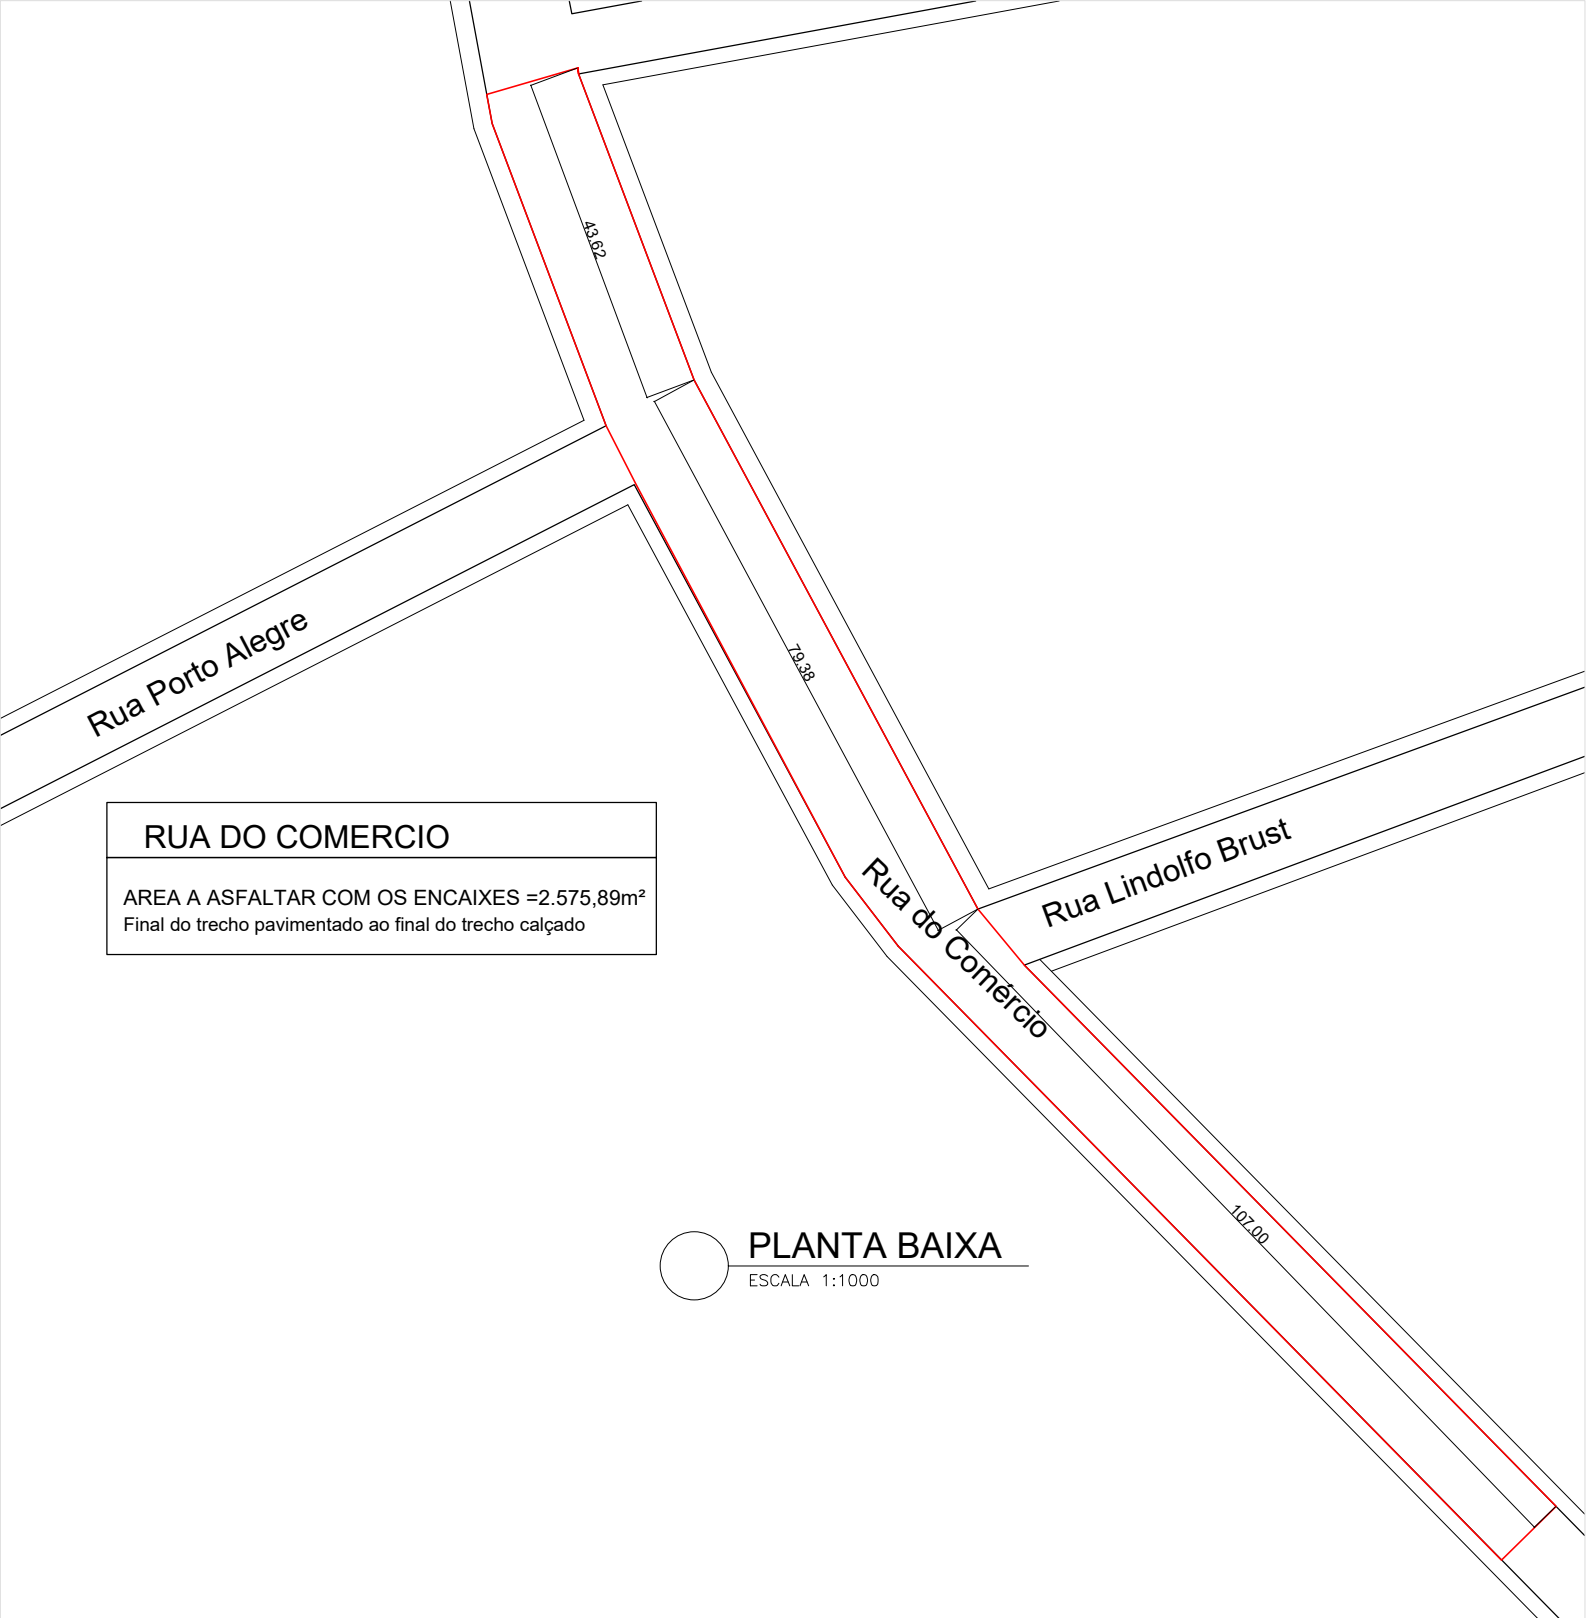 43.62
Rua Porto Alegre
79.38
RUA DO COMERCIO
AREA A ASFALTAR COM OS ENCAIXES =2.575,89m²
Final do trecho pavimentado ao final do trecho calçado
Rua Lindolfo Brust
Rua do Comércio
107.00
PLANTA BAIXA
ESCALA 1:1000